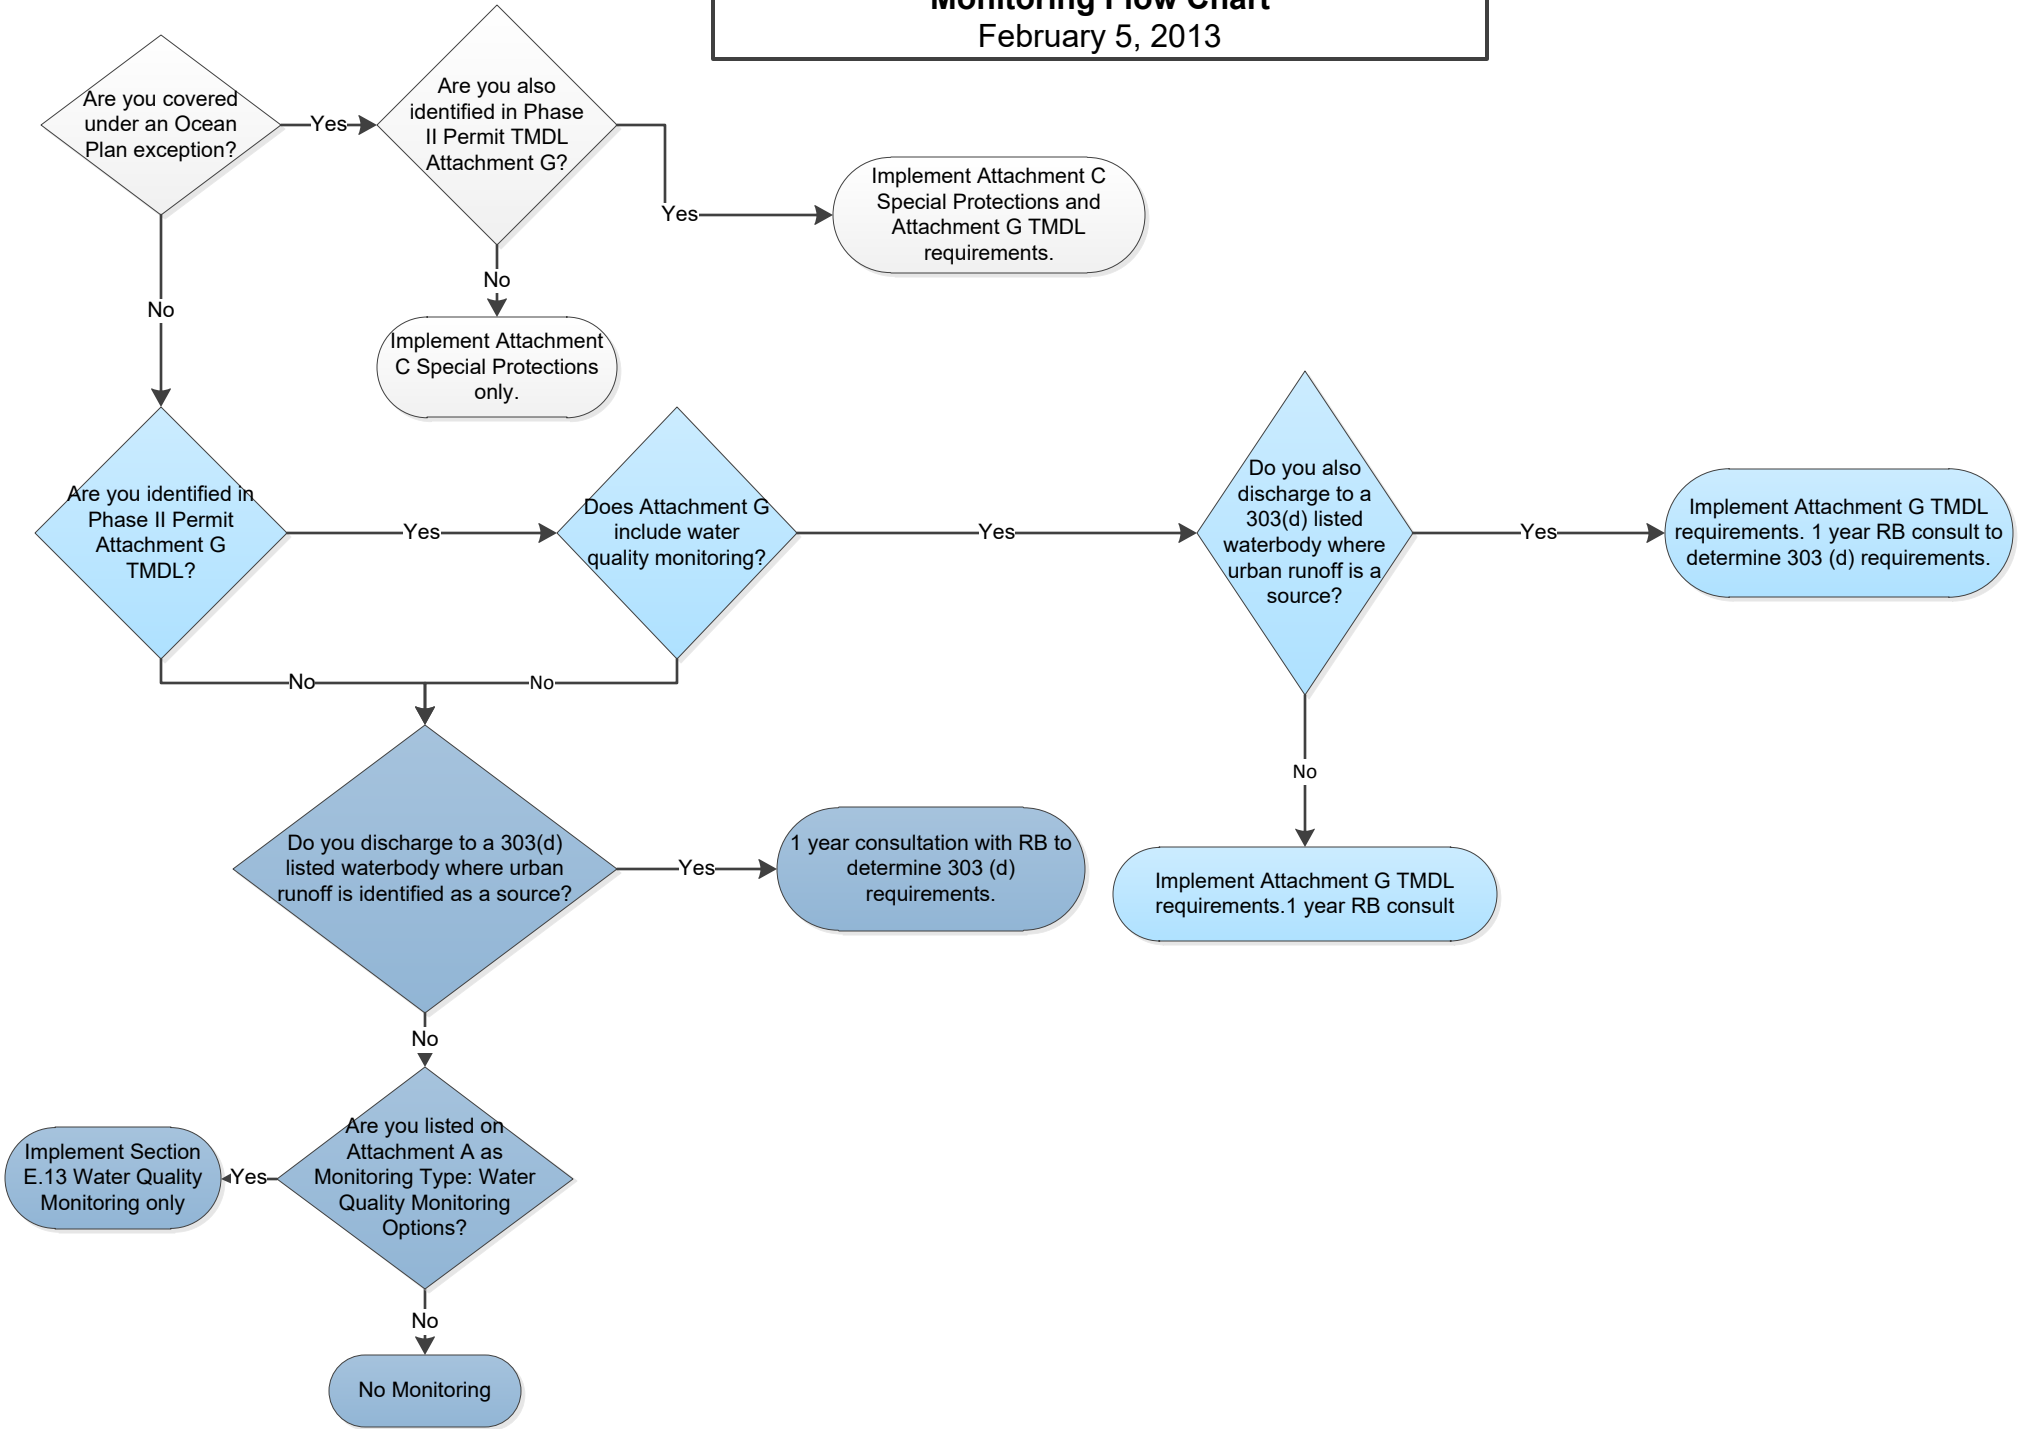 Monitoring Flow Chart
February 5, 2013
Are you covered
under an Ocean
Plan exception?
Yes
Are you also
identified in Phase
II Permit TMDL
Attachment G?
Yes
Implement Attachment C
Special Protections and
Attachment G TMDL
requirements.
No
No
Implement Attachment
C Special Protections
only.
Are you identified in
Phase II Permit
Attachment G
TMDL?
Yes
Does Attachment G
include water
quality monitoring?
Yes
Do you also
discharge to a
303(d) listed
waterbody where
urban runoff is a
source?
Yes
Implement Attachment G TMDL
requirements. 1 year RB consult to
determine 303 (d) requirements.
No
No
No
Implement Attachment G TMDL
requirements.1 year RB consult
Do you discharge to a 303(d)
listed waterbody where urban
runoff is identified as a source?
Yes
1 year consultation with RB to
determine 303 (d)
requirements.
No
Are you listed on
Attachment A as
Monitoring Type: Water
Quality Monitoring
Options?
Yes
Implement Section
E.13 Water Quality
Monitoring only
No
No Monitoring